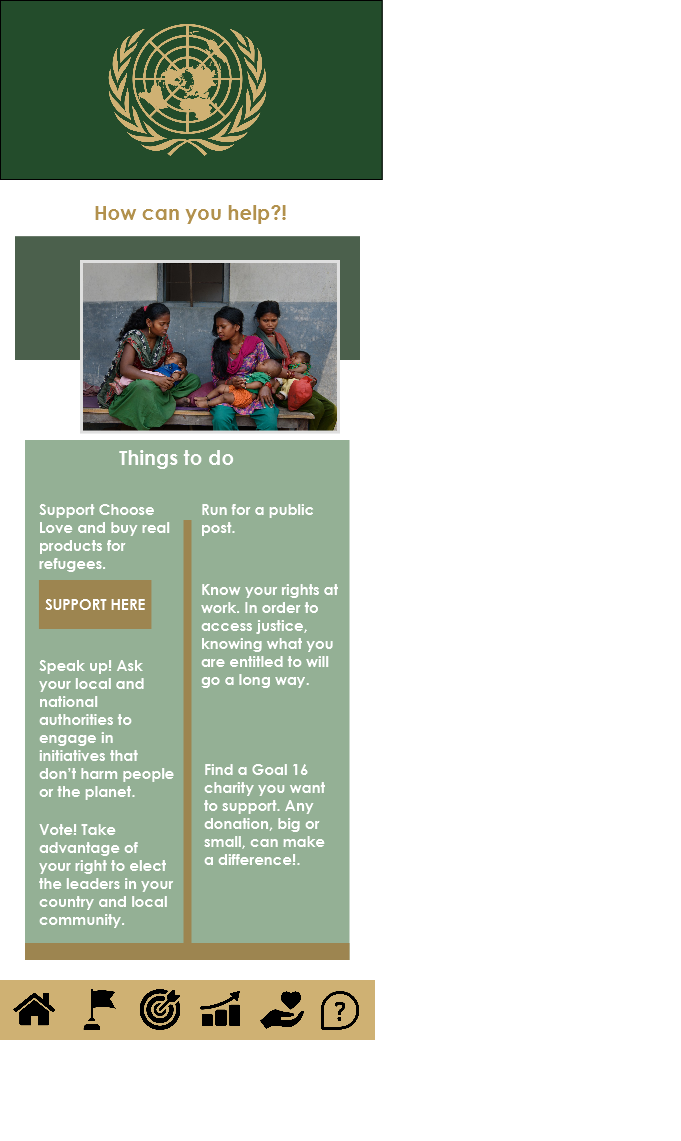 How can you help?!
Things to do
Support Choose
Love and buy real
products for
refugees.
SUPPORT HERE
Speak up! Ask
your local and
national
authorities to
engage in
initiatives that
don't harm people
or the planet.
Vote! Take
advantage of
your right to elect
the leaders in your
country and local
community.
Run for a public
post.
Know your rights at
work. In order to
access justice,
knowing what you
are entitled to will
go a long way.
Find a Goal 16
charity you want
to support. Any
donation, big or
small, can make
a difference!.
?